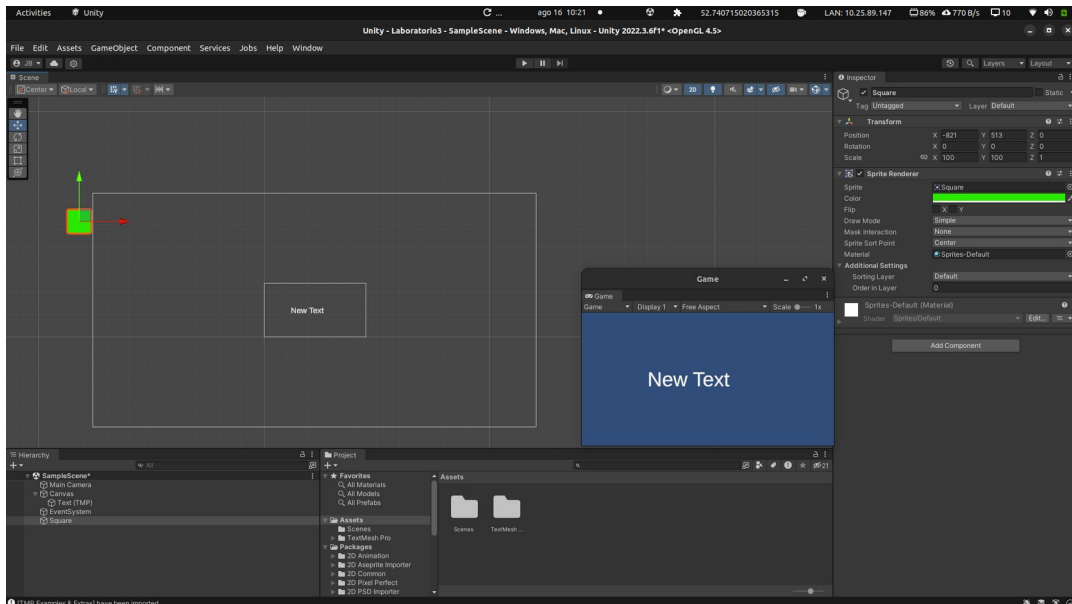 Activities Unity C ... ago 16 10:21 52.740715020365315 LAN: 10.25.89.147 86% 770 B/s 10
Unity - Laboratorio3 - SampleScene - Windows, Mac, Linux - Unity 2022.3.6f1* <OpenGL 4.5>
File Edit Assets GameObject Component Services Jobs Help Window
JB Layers Layout
Scene
Center Local 2D
New Text
Game
Game
Game Display 1 Free Aspect Scale 1x
New Text
Inspector
Square Static
Tag Untagged Layer Default
Transform
Position X -821 Y 513 Z 0
Rotation X 0 Y 0 Z 0
Scale X 100 Y 100 Z 1
Sprite Renderer
Sprite Square
Color
Flip X Y
Draw Mode Simple
Mask Interaction None
Sprite Sort Point Center
Material Sprites-Default
Additional Settings
Sorting Layer Default
Order in Layer 0
Sprites-Default (Material)
Shader Sprites/Default Edit...
Add Component
Hierarchy
All
SampleScene*
Main Camera
Canvas
Text (TMP)
EventSystem
Square
Project
21
Favorites
All Materials
All Models
All Prefabs
Assets
Scenes
TextMesh Pro
Packages
2D Animation
2D Aseprite Importer
2D Common
2D Pixel Perfect
2D PSD Importer
Assets
Scenes TextMesh ...
[TMP Examples & Extras] have been imported.